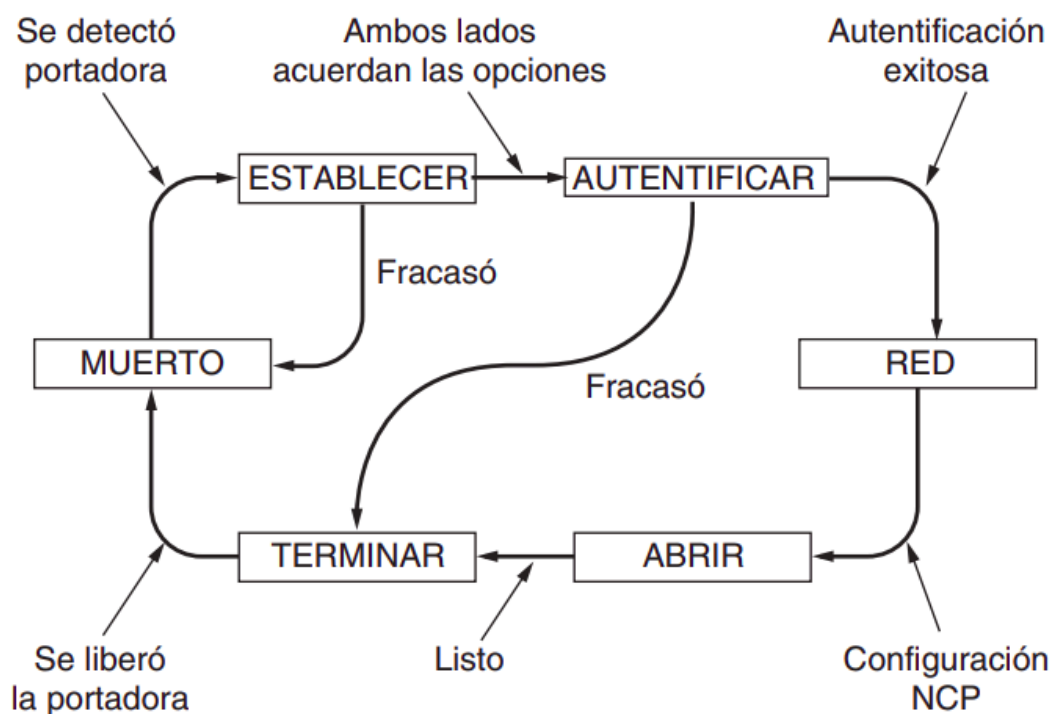 Se detectó
portadora
Ambos lados
acuerdan las opciones
Autentificación
exitosa
ESTABLECER
AUTENTIFICAR
Fracasó
MUERTO
Fracasó
RED
TERMINAR
ABRIR
Se liberó
la portadora
Listo
Configuración
NCP